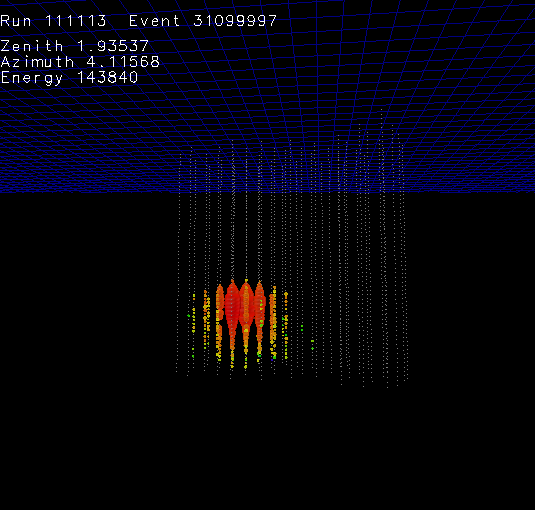 Run 111113 Event 31099997
Zenith 1.93537
Azimuth 4.11568
Energy 143840